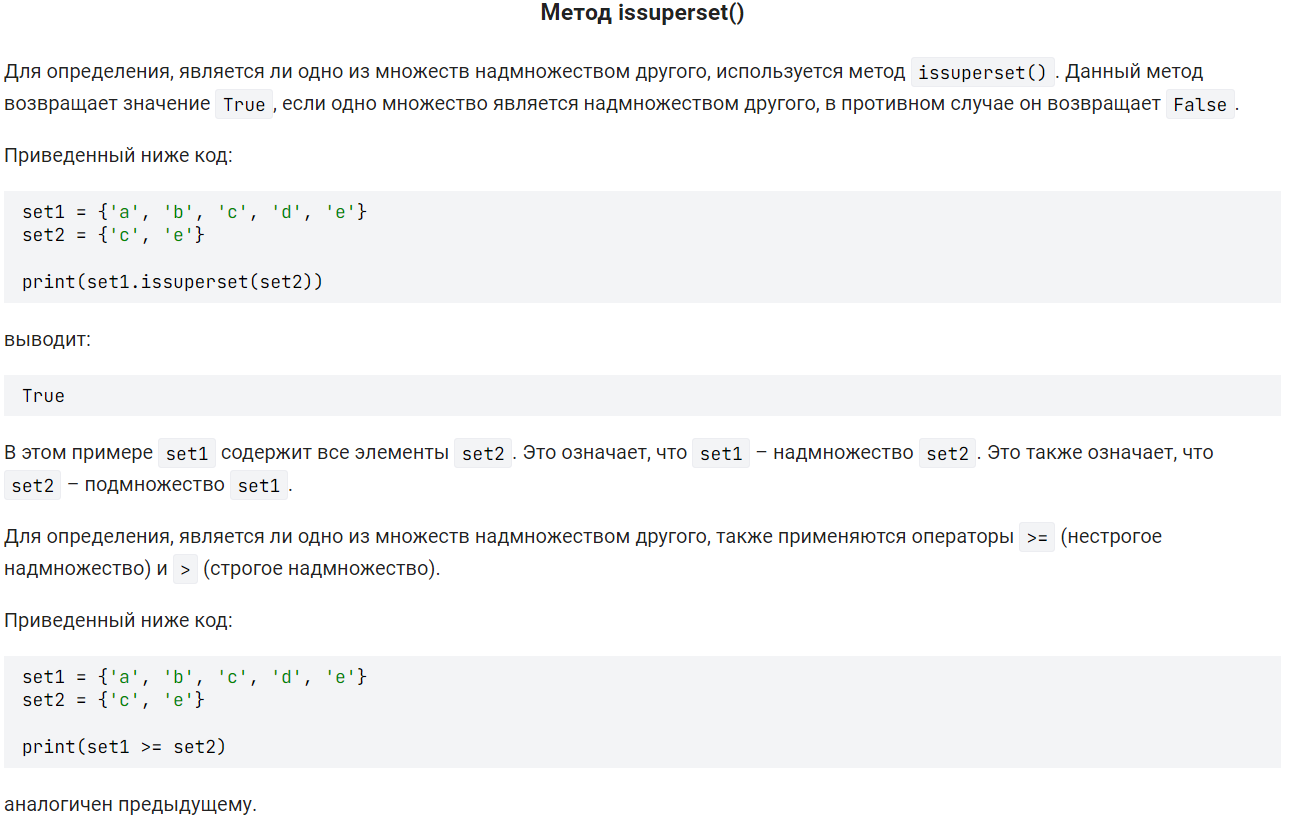 Метод issuperset()
Для определения, является ли одно из множеств надмножеством другого, используется метод issuperset() . Данный метод
возвращает значение True , если одно множество является надмножеством другого, в противном случае он возвращает False .
Приведенный ниже код:
set1 = {'a', 'b', 'c', 'd', 'e'}
set2 = {'c', 'e'}
print(set1.issuperset(set2))
выводит:
True
В этом примере set1 содержит все элементы set2 . Это означает, что set1 – надмножество set2 . Это также означает, что
set2 – подмножество set1 .
Для определения, является ли одно из множеств надмножеством другого, также применяются операторы >= (нестрогое
надмножество) и > (строгое надмножество).
Приведенный ниже код:
set1 = {'a', 'b', 'c', 'd', 'e'}
set2 = {'c', 'e'}
print(set1 >= set2)
аналогичен предыдущему.